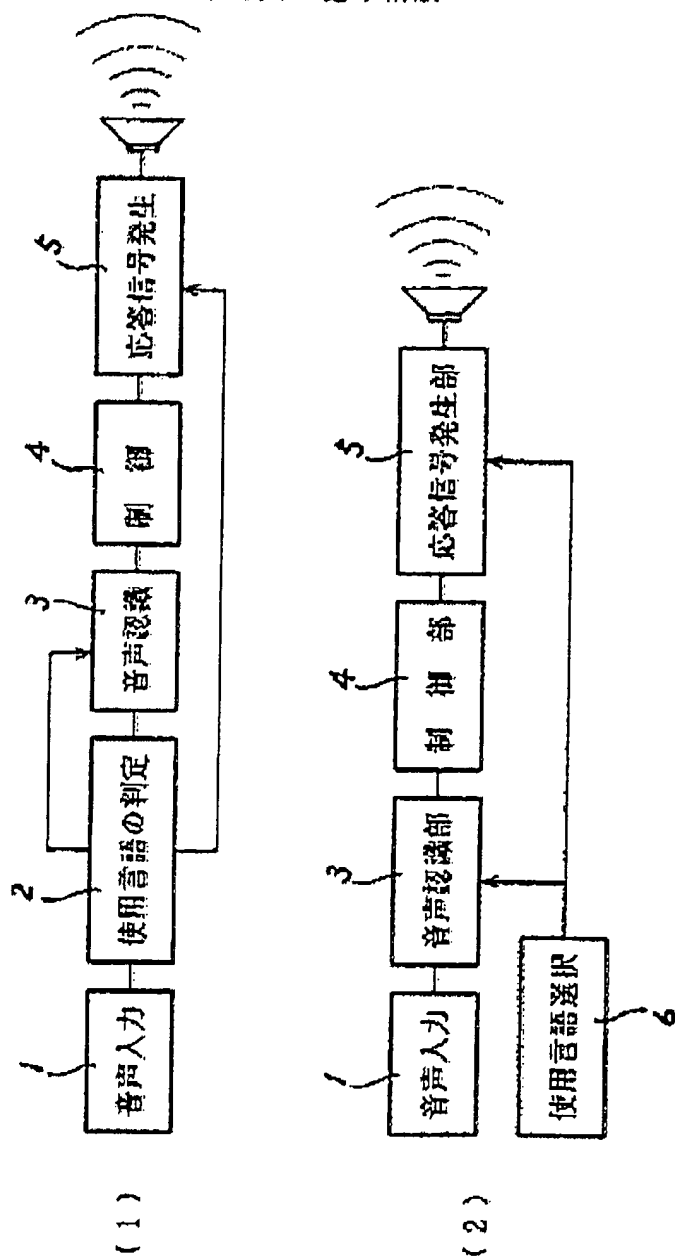 (1)
1
音声入力
2
使用言語の判定
3
音声認識
4
制御
5
応答信号発生
(2)
1
音声入力
3
音声認識部
4
制御部
5
応答信号発生部
使用言語選択
6